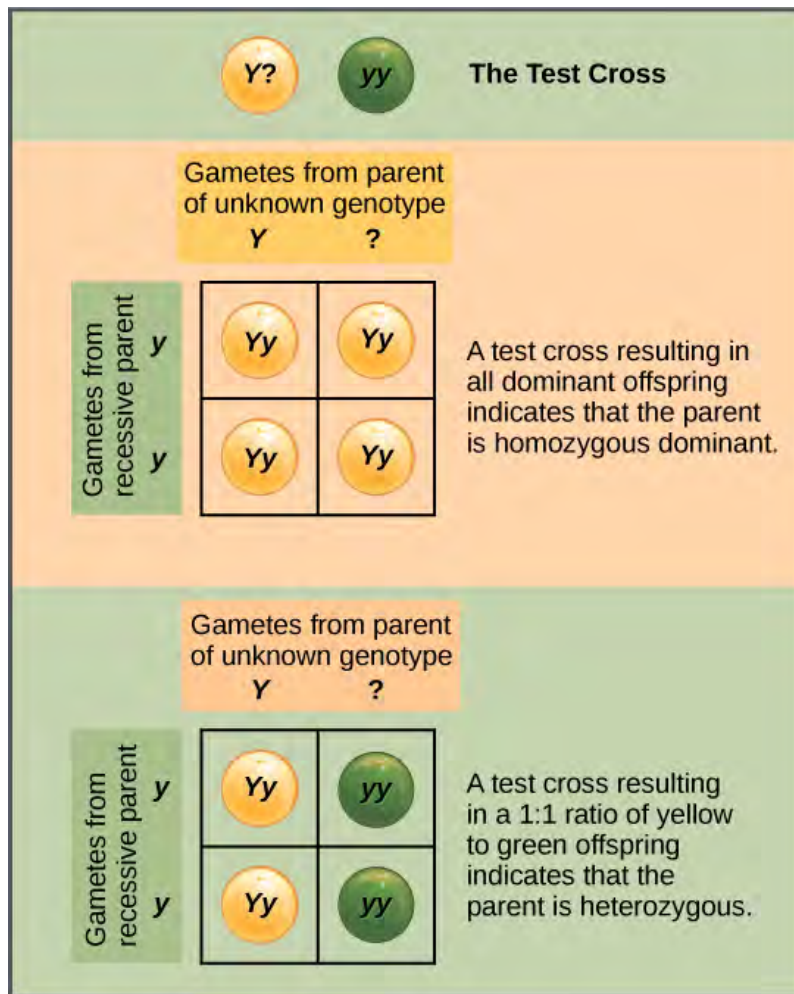 Y?
yy
The Test Cross
Gametes from parent
of unknown genotype
Y ?
Gametes from
recessive parent
y
y
Yy Yy
Yy Yy
A test cross resulting in
all dominant offspring
indicates that the parent
is homozygous dominant.
Gametes from parent
of unknown genotype
Y ?
Gametes from
recessive parent
y
y
Yy yy
Yy yy
A test cross resulting
in a 1:1 ratio of yellow
to green offspring
indicates that the
parent is heterozygous.